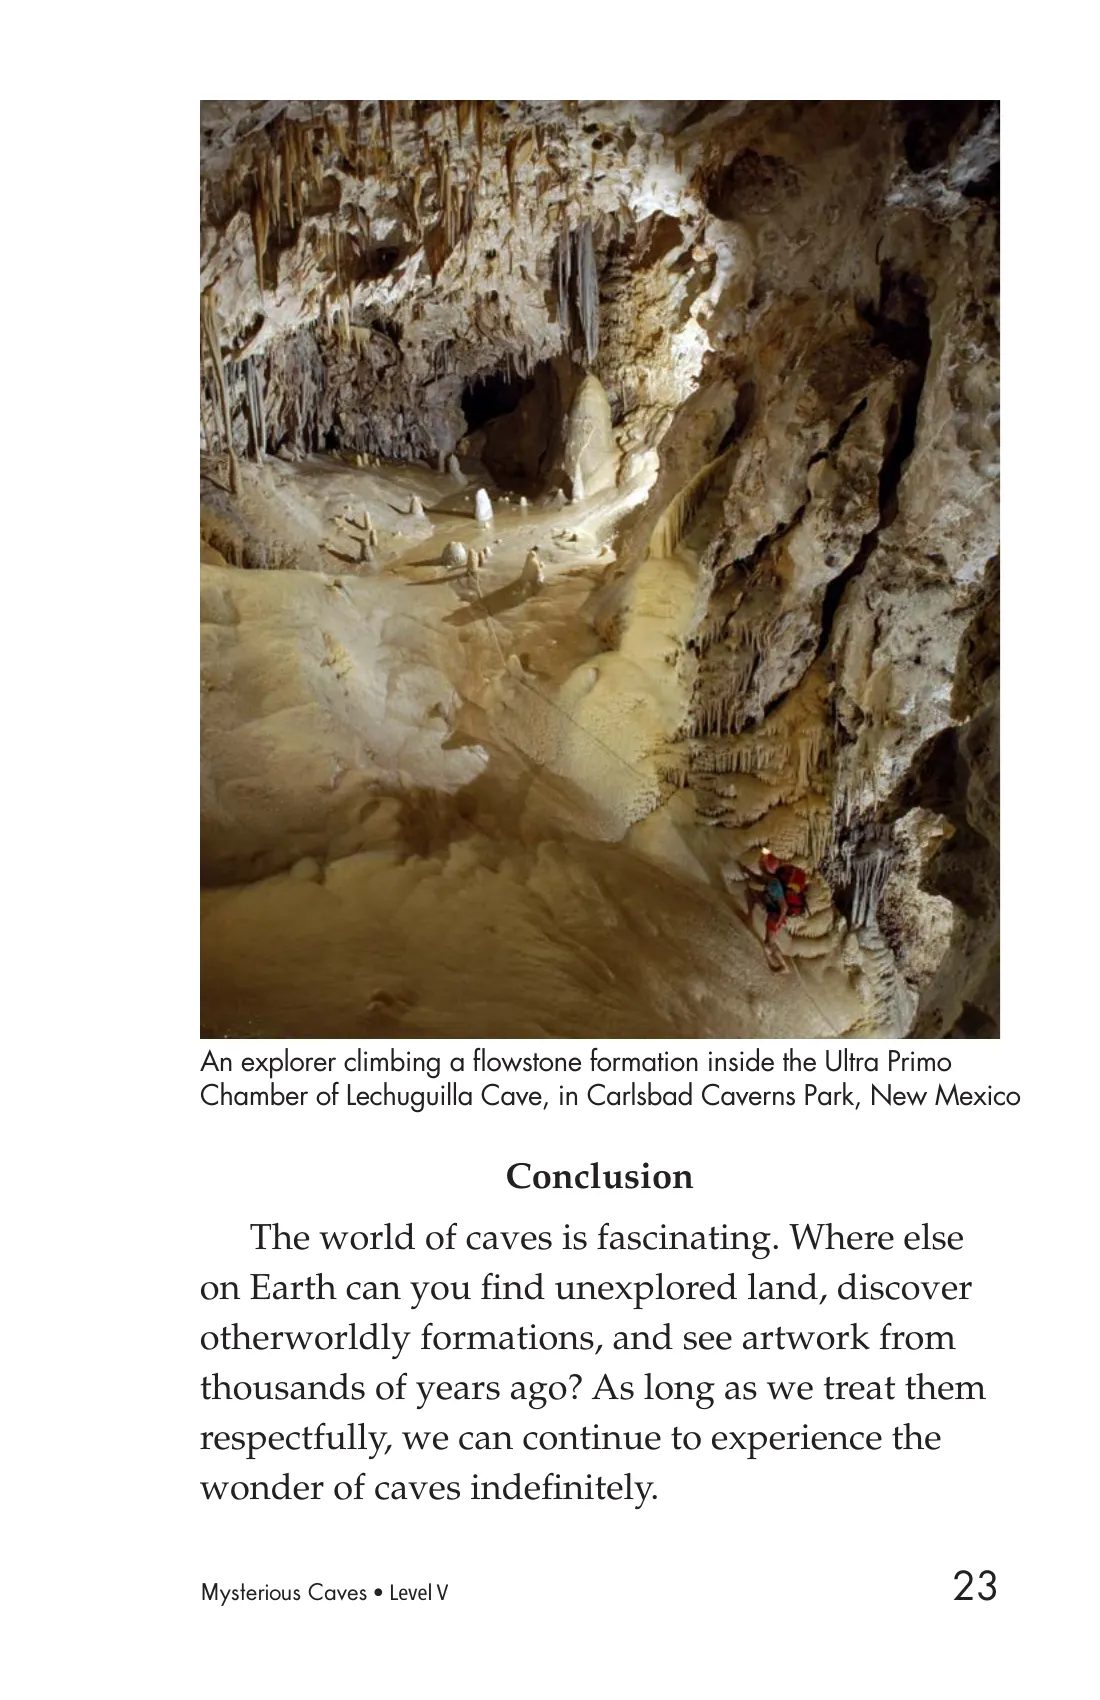 An explorer climbing a flowstone formation inside the Ultra Primo
Chamber of Lechuguilla Cave, in Carlsbad Caverns Park, New Mexico
Conclusion
The world of caves is fascinating. Where else
on Earth can you find unexplored land, discover
otherworldly formations, and see artwork from
thousands of years ago? As long as we treat them
respectfully, we can continue to experience the
wonder of caves indefinitely.
Mysterious Caves • Level V
23